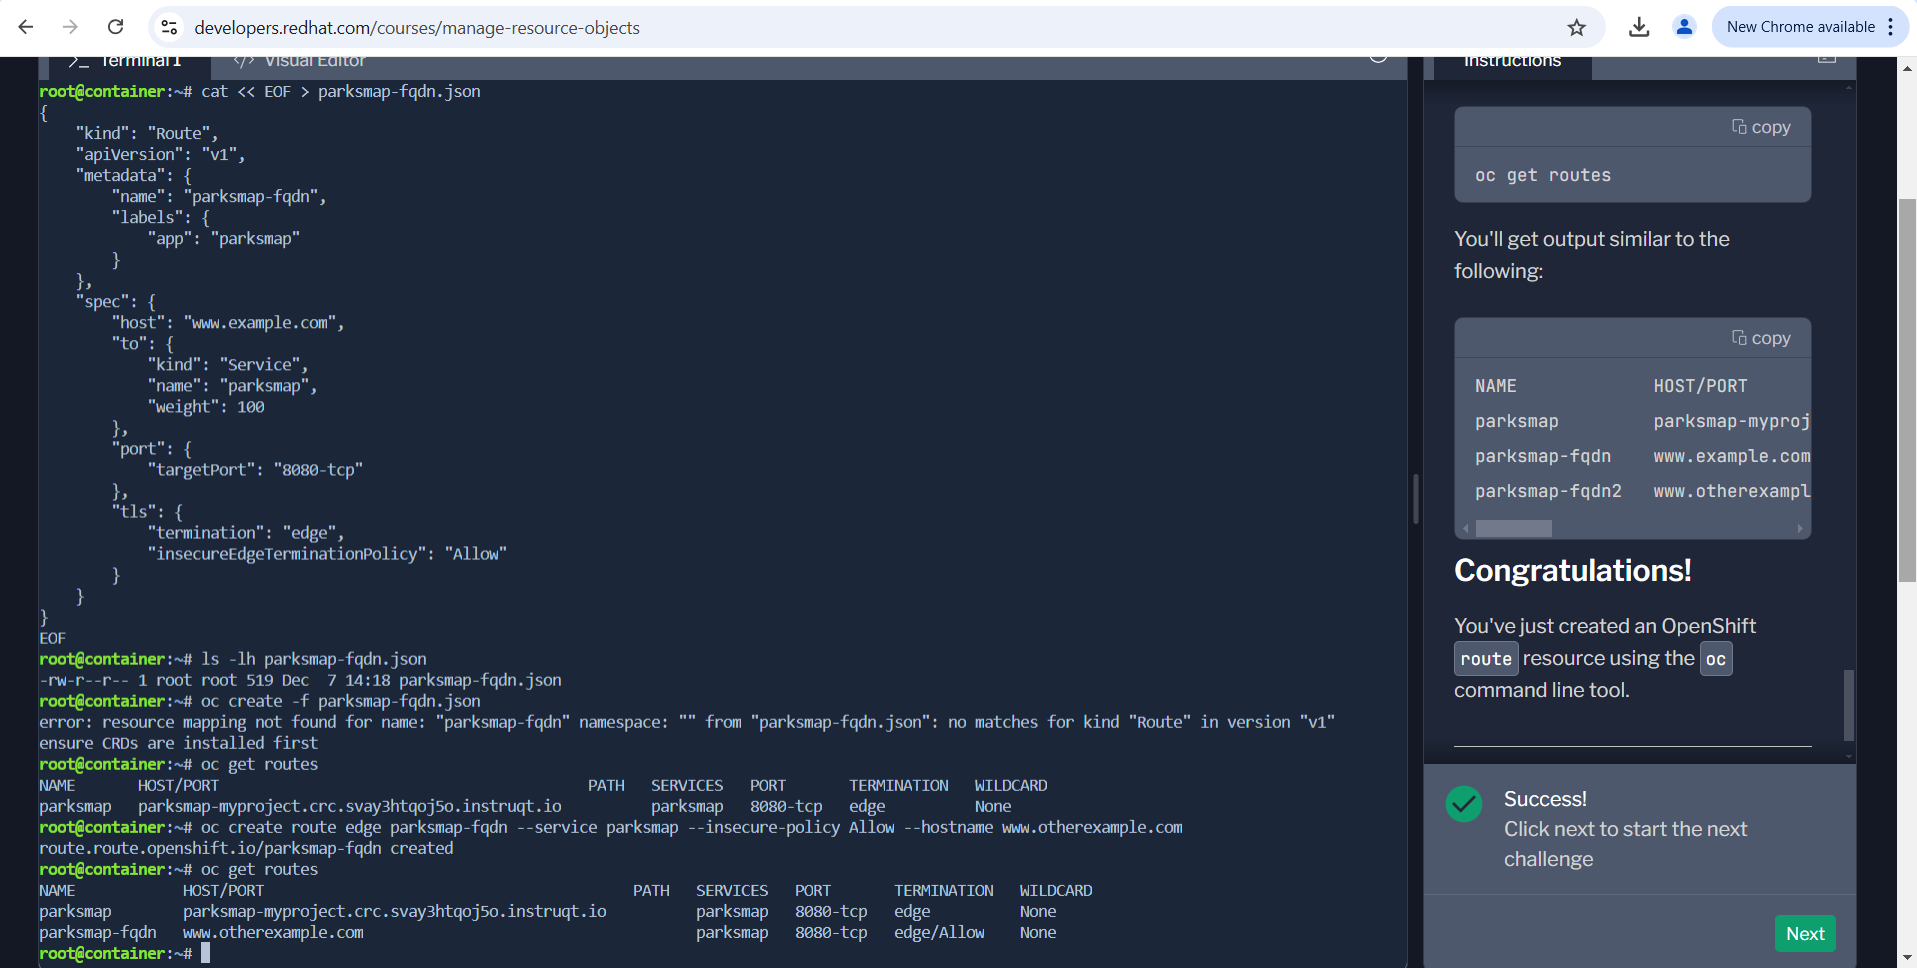 developers.redhat.com/courses/manage-resource-objects
New Chrome available
>_ Terminal 1
</> Visual Editor
root@container:~# cat << EOF > parksmap-fqdn.json
{
    "kind": "Route",
    "apiVersion": "v1",
    "metadata": {
        "name": "parksmap-fqdn",
        "labels": {
            "app": "parksmap"
        }
    },
    "spec": {
        "host": "www.example.com",
        "to": {
            "kind": "Service",
            "name": "parksmap",
            "weight": 100
        },
        "port": {
            "targetPort": "8080-tcp"
        },
        "tls": {
            "termination": "edge",
            "insecureEdgeTerminationPolicy": "Allow"
        }
    }
}
EOF
root@container:~# ls -lh parksmap-fqdn.json
-rw-r--r-- 1 root root 519 Dec  7 14:18 parksmap-fqdn.json
root@container:~# oc create -f parksmap-fqdn.json
error: resource mapping not found for name: "parksmap-fqdn" namespace: "" from "parksmap-fqdn.json": no matches for kind "Route" in version "v1"
ensure CRDs are installed first
root@container:~# oc get routes
NAME       HOST/PORT                                         PATH   SERVICES   PORT       TERMINATION   WILDCARD
parksmap   parksmap-myproject.crc.svay3htqoj5o.instruqt.io          parksmap   8080-tcp   edge          None
root@container:~# oc create route edge parksmap-fqdn --service parksmap --insecure-policy Allow --hostname www.otherexample.com
route.route.openshift.io/parksmap-fqdn created
root@container:~# oc get routes
NAME            HOST/PORT                                         PATH   SERVICES   PORT       TERMINATION   WILDCARD
parksmap        parksmap-myproject.crc.svay3htqoj5o.instruqt.io          parksmap   8080-tcp   edge          None
parksmap-fqdn   www.otherexample.com                                     parksmap   8080-tcp   edge/Allow    None
root@container:~#
Instructions
copy
oc get routes
You'll get output similar to the
following:
copy
NAME             HOST/PORT
parksmap         parksmap-myproj
parksmap-fqdn    www.example.com
parksmap-fqdn2   www.otherexampl
Congratulations!
You've just created an OpenShift
route resource using the oc
command line tool.
Success!
Click next to start the next
challenge
Next